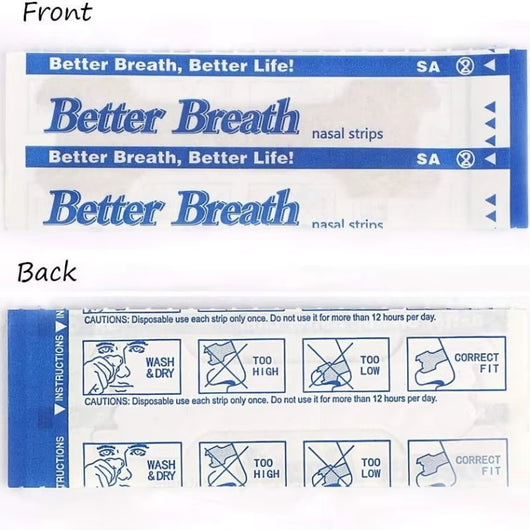 Front
Better Breath, Better Life! SA 2
Better Breath nasal strips
Better Breath, Better Life! SA 2
Better Breath nasal strips
Back
INSTRUCTIONS
CAUTIONS: Disposable use each strip only once. Do not use it for more than 12 hours per day.
WASH & DRY
TOO HIGH
TOO LOW
CORRECT FIT
CAUTIONS: Disposable use each strip only once. Do not use it for more than 12 hours per day.
TRUCTIONS
WASH & DRY
TOO HIGH
TOO LOW
CORRECT FIT